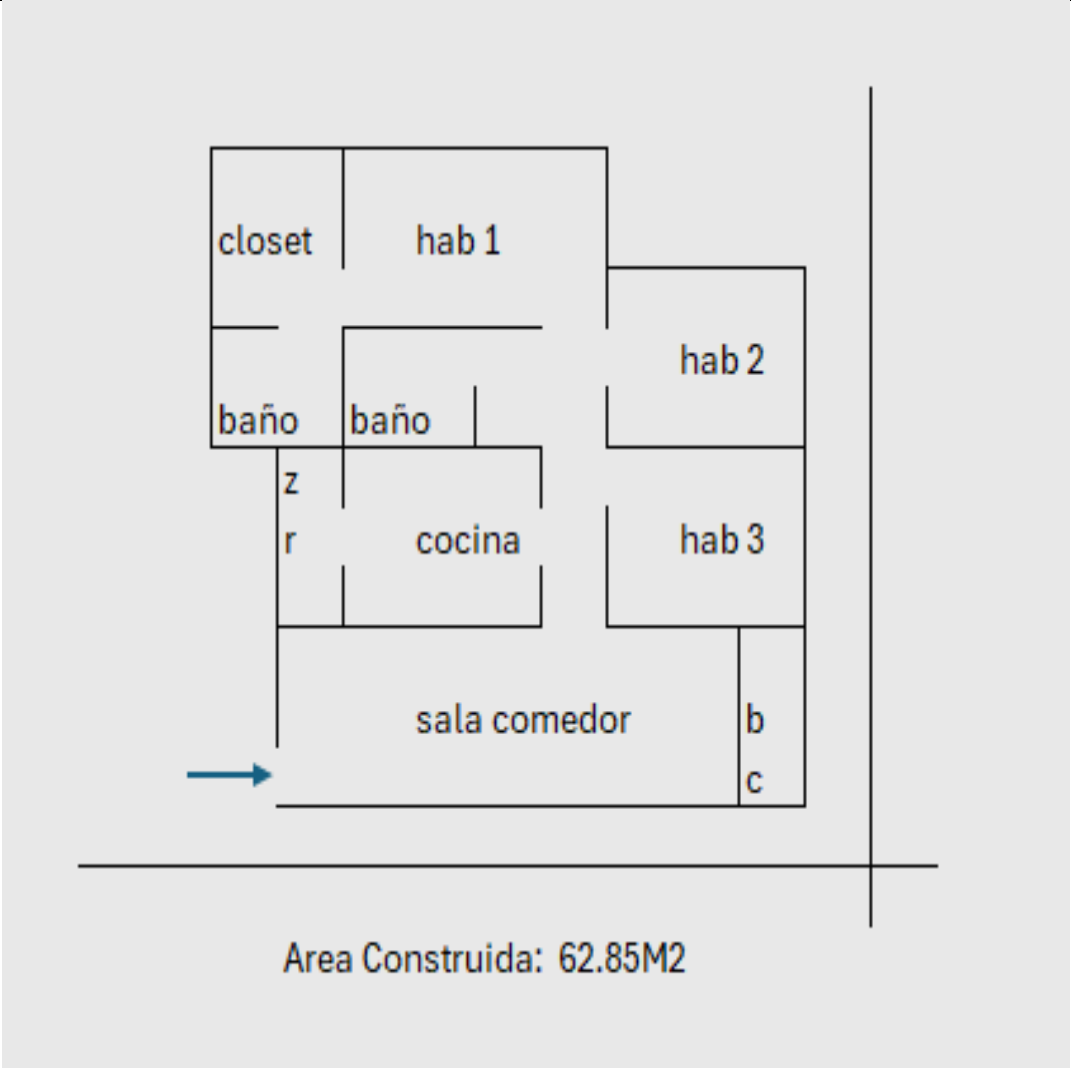 closet hab 1
hab 2
baño baño
z
r cocina hab 3
sala comedor b
c
Area Construida: 62.85M2